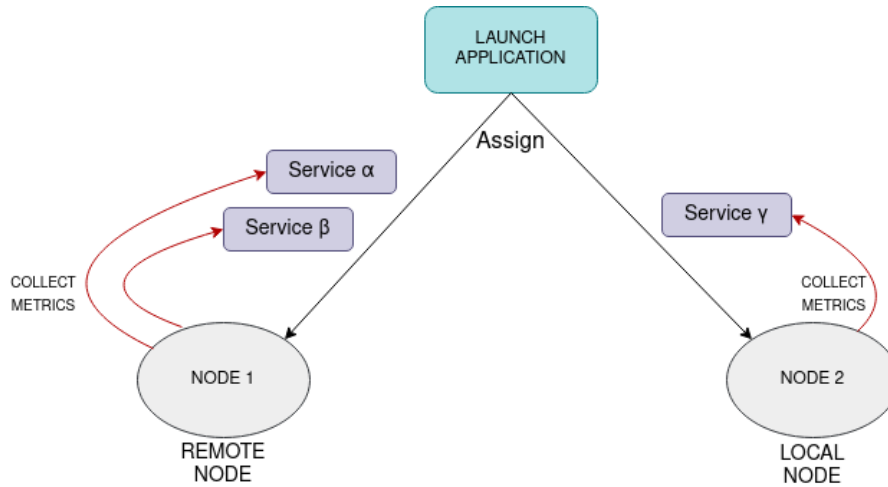 LAUNCH
APPLICATION
Assign
Service α
Service β
Service γ
COLLECT
METRICS
COLLECT
METRICS
NODE 1
NODE 2
REMOTE
NODE
LOCAL
NODE